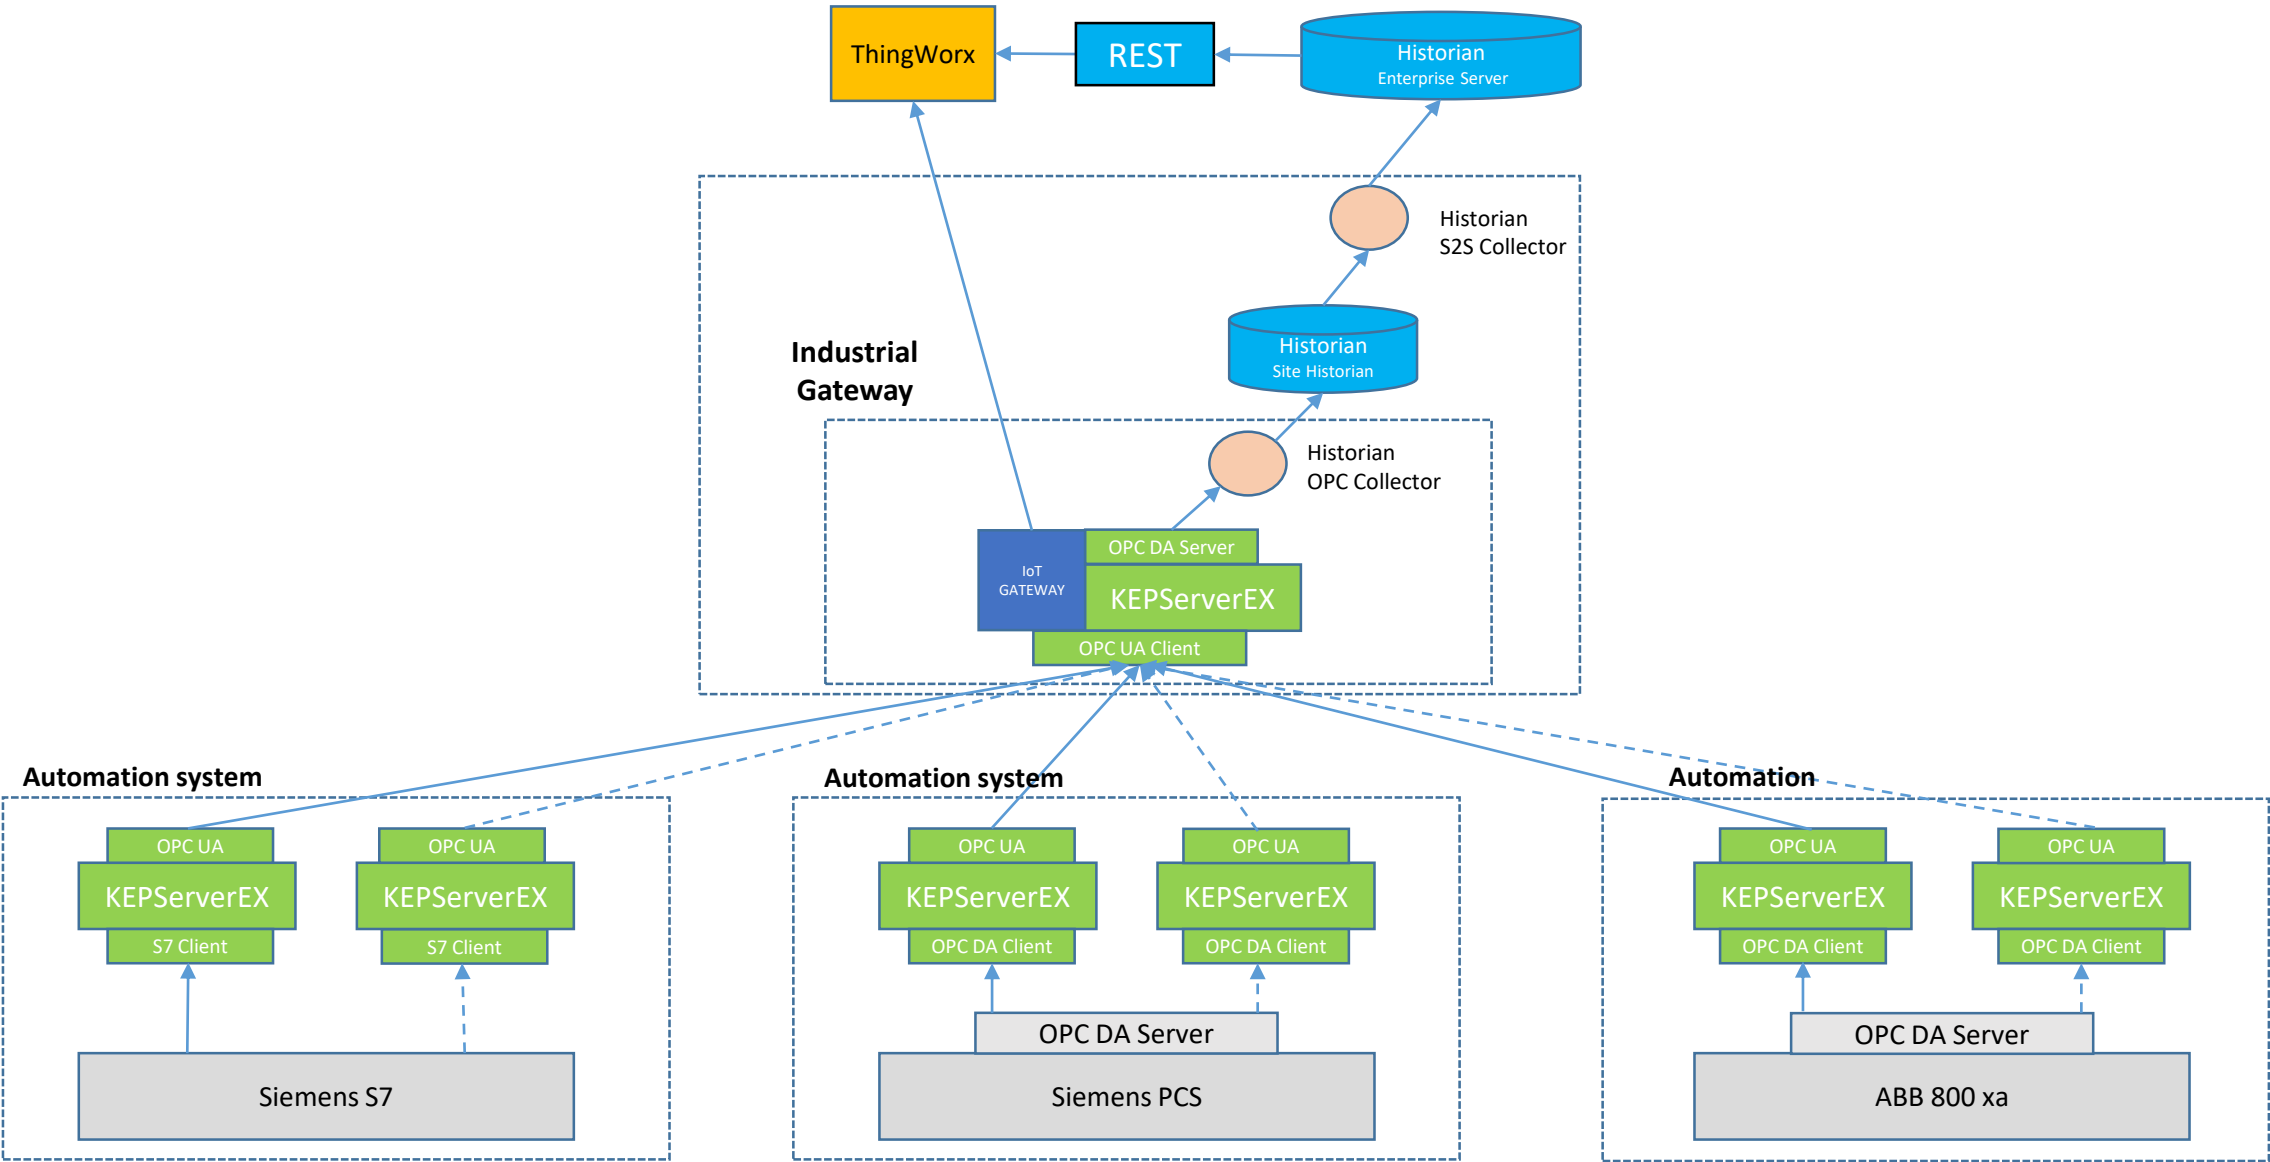 ThingWorx
REST
Historian
Enterprise Server
Historian
S2S Collector
Historian
Site Historian
Industrial
Gateway
Historian
OPC Collector
OPC DA Server
IoT
GATEWAY
KEPServerEX
OPC UA Client
Automation system
Automation system
Automation
OPC UA
OPC UA
OPC UA
OPC UA
OPC UA
OPC UA
KEPServerEX
KEPServerEX
KEPServerEX
KEPServerEX
KEPServerEX
KEPServerEX
S7 Client
S7 Client
OPC DA Client
OPC DA Client
OPC DA Client
OPC DA Client
OPC DA Server
OPC DA Server
Siemens S7
Siemens PCS
ABB 800 xa